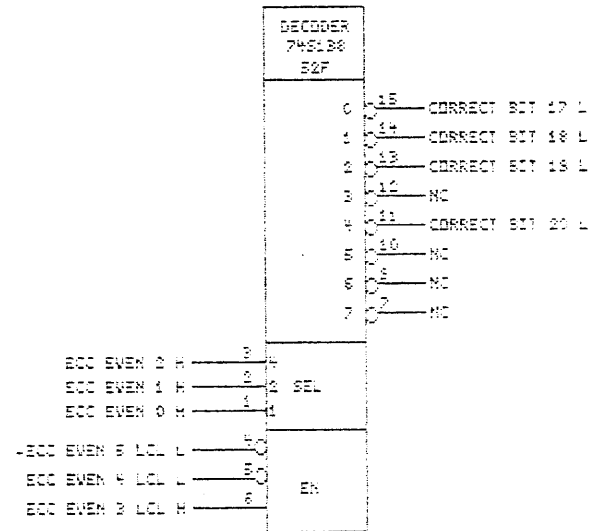 DECODER
74S138
52F
0 15 CORRECT BIT 17 L
1 14 CORRECT BIT 18 L
2 13 CORRECT BIT 19 L
3 12 NC
4 11 CORRECT BIT 20 L
5 10 NC
6 9 NC
7 7 NC
ECC EVEN 2 H 3 4
ECC EVEN 1 H 2 2 SEL
ECC EVEN 0 H 1 1
-ECC EVEN 5 LCL L 4
ECC EVEN 4 LCL L 5
EN
ECC EVEN 3 LCL H 6